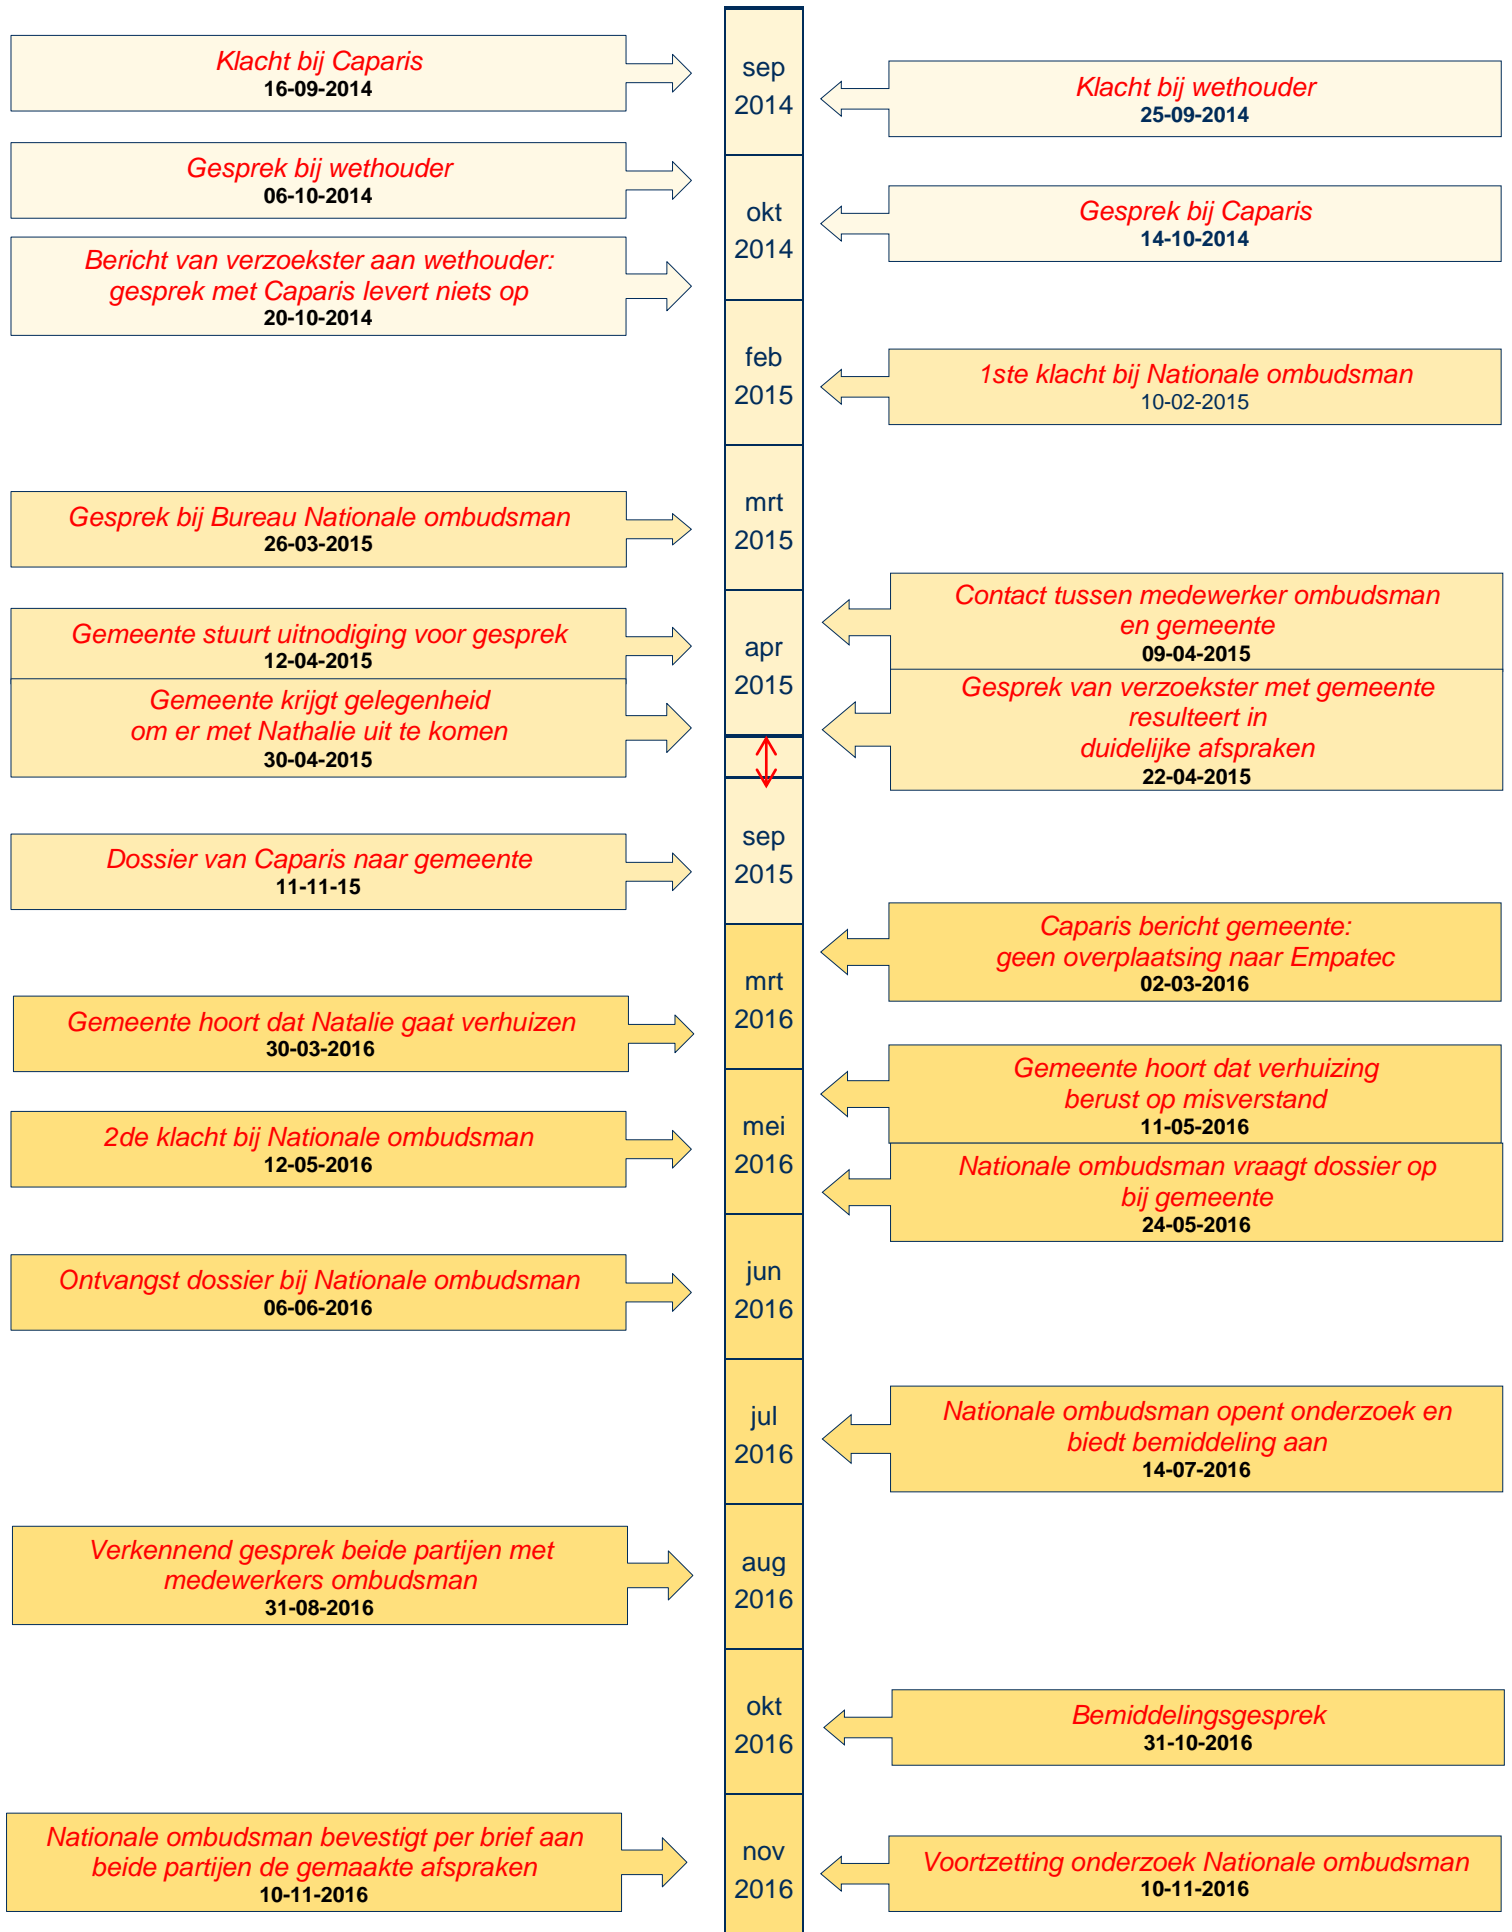 Klacht bij Caparis
16-09-2014
sep
2014
Klacht bij wethouder
25-09-2014
Gesprek bij wethouder
06-10-2014
okt
2014
Gesprek bij Caparis
14-10-2014
Bericht van verzoekster aan wethouder:
gesprek met Caparis levert niets op
20-10-2014
feb
2015
1ste klacht bij Nationale ombudsman
10-02-2015
mrt
2015
Gesprek bij Bureau Nationale ombudsman
26-03-2015
Contact tussen medewerker ombudsman
en gemeente
09-04-2015
Gemeente stuurt uitnodiging voor gesprek
12-04-2015
apr
2015
Gesprek van verzoekster met gemeente
resulteert in
duidelijke afspraken
22-04-2015
Gemeente krijgt gelegenheid
om er met Nathalie uit te komen
30-04-2015
sep
2015
Dossier van Caparis naar gemeente
11-11-15
Caparis bericht gemeente:
geen overplaatsing naar Empatec
02-03-2016
mrt
2016
Gemeente hoort dat Natalie gaat verhuizen
30-03-2016
Gemeente hoort dat verhuizing
berust op misverstand
11-05-2016
mei
2016
2de klacht bij Nationale ombudsman
12-05-2016
Nationale ombudsman vraagt dossier op
bij gemeente
24-05-2016
jun
2016
Ontvangst dossier bij Nationale ombudsman
06-06-2016
jul
2016
Nationale ombudsman opent onderzoek en
biedt bemiddeling aan
14-07-2016
Verkennend gesprek beide partijen met
medewerkers ombudsman
31-08-2016
aug
2016
okt
2016
Bemiddelingsgesprek
31-10-2016
Nationale ombudsman bevestigt per brief aan
beide partijen de gemaakte afspraken
10-11-2016
nov
2016
Voortzetting onderzoek Nationale ombudsman
10-11-2016